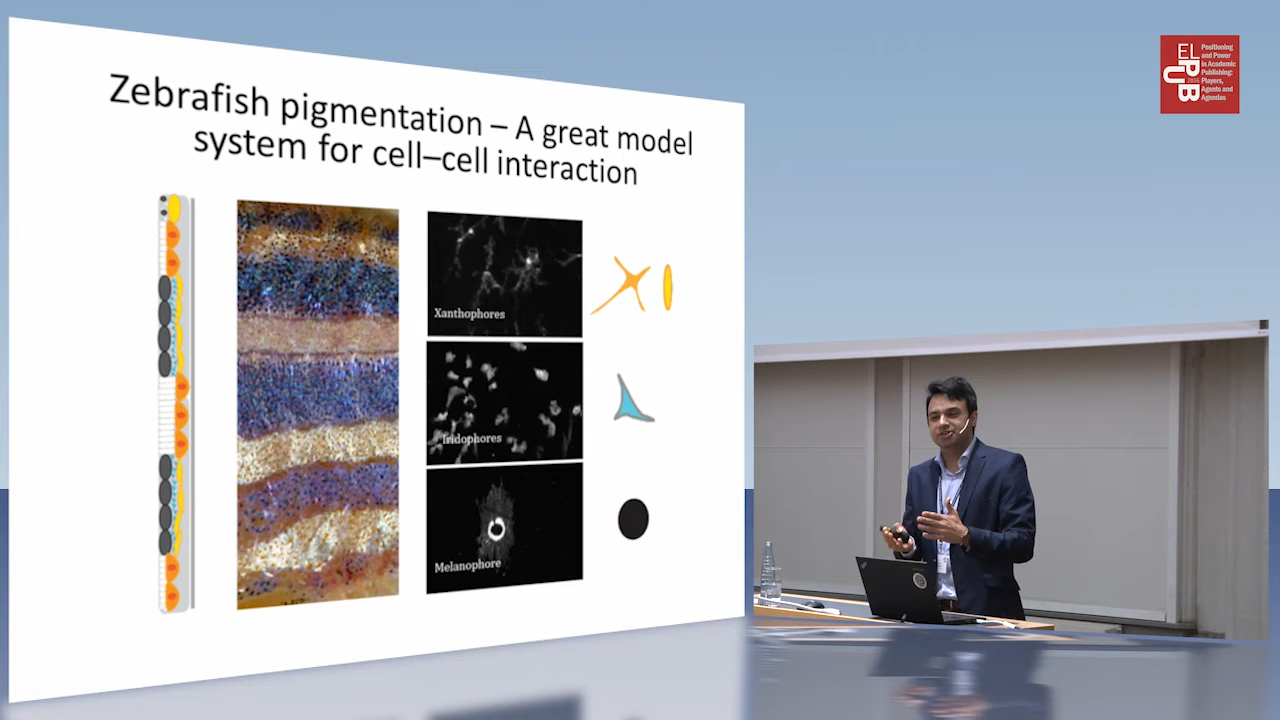 Zebrafish pigmentation – A great model
system for cell–cell interaction
Xanthophores
Iridophores
Melanophore
EL
PUB
2016
Positioning
and Power
in Academic
Publishing:
Players,
Agents and
Agendas